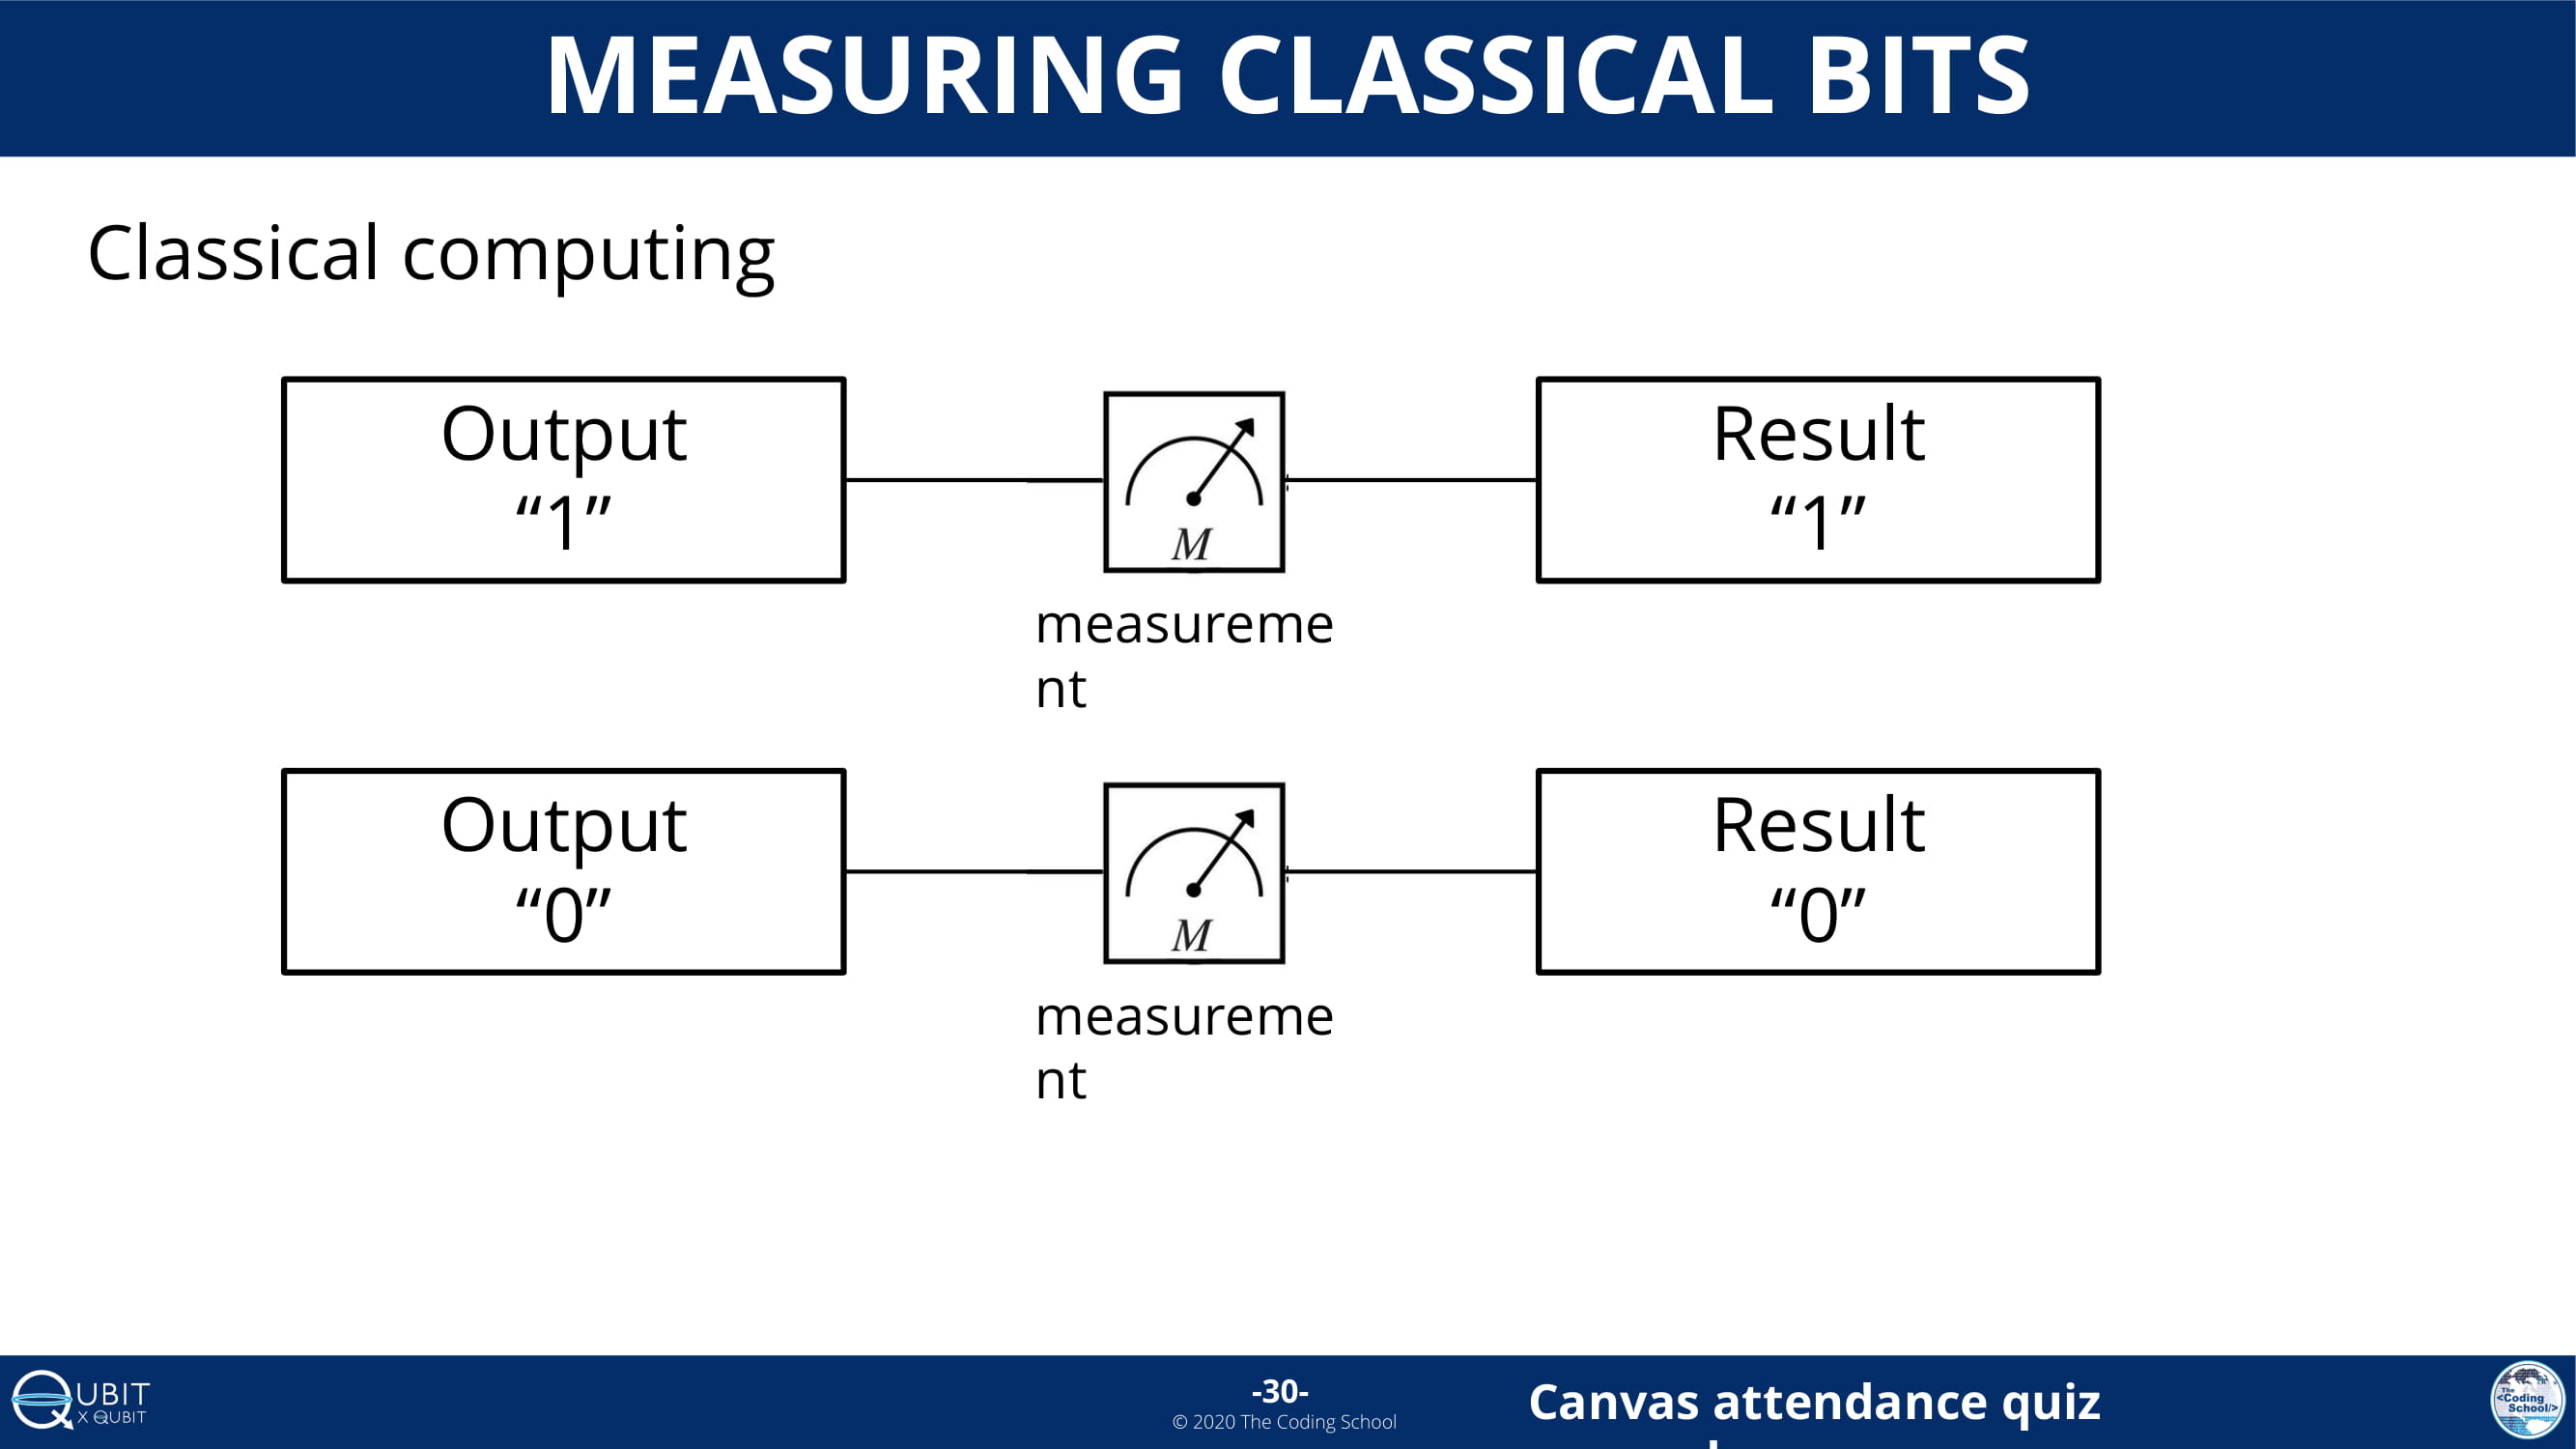 MEASURING CLASSICAL BITS
Classical computing
Output
“1”
M
measureme
nt
Result
“1”
Output
“0”
M
measureme
nt
Result
“0”
QUBIT
X QUBIT
-30-
© 2020 The Coding School
Canvas attendance quiz
The
<Coding
School/>